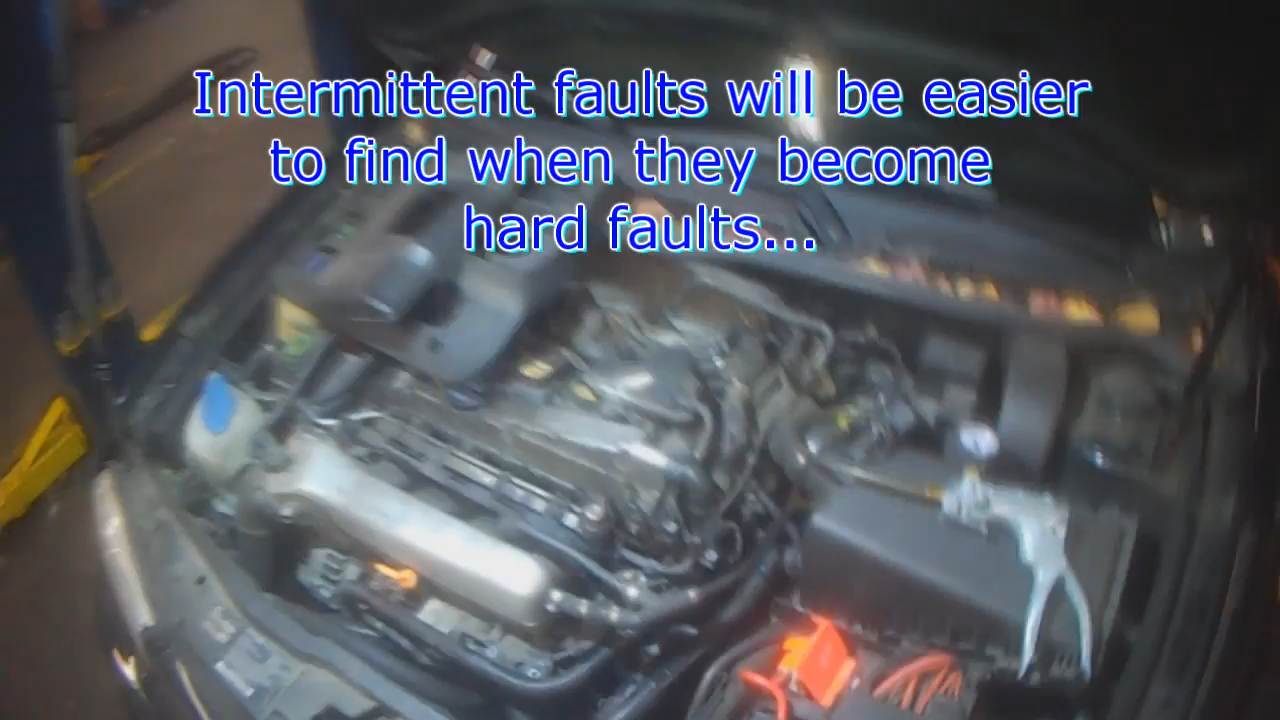 Intermittent faults will be easier
to find when they become
hard faults...